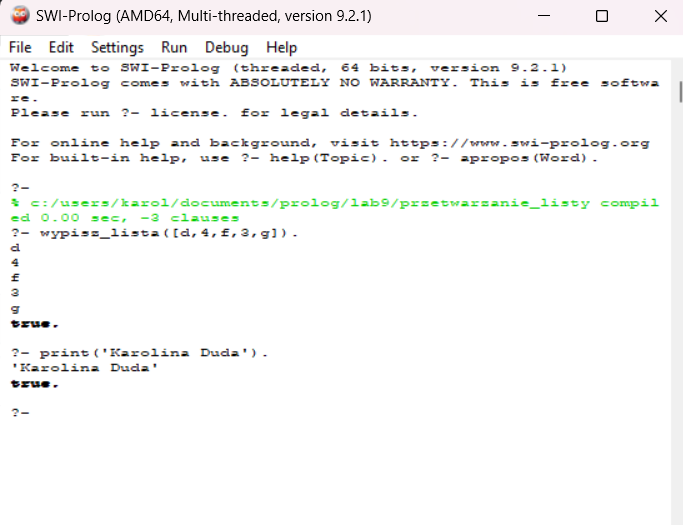 SWI-Prolog (AMD64, Multi-threaded, version 9.2.1)
File Edit Settings Run Debug Help
Welcome to SWI-Prolog (threaded, 64 bits, version 9.2.1)
SWI-Prolog comes with ABSOLUTELY NO WARRANTY. This is free softwa
re.
Please run ?- license. for legal details.
For online help and background, visit https://www.swi-prolog.org
For built-in help, use ?- help(Topic). or ?- apropos(Word).
?-
% c:/users/karol/documents/prolog/lab9/przetwarzanie_listy compil
ed 0.00 sec, -3 clauses
?- wypisz_lista([d,4,f,3,g]).
d
4
f
3
g
true.
?- print('Karolina Duda').
'Karolina Duda'
true.
?-